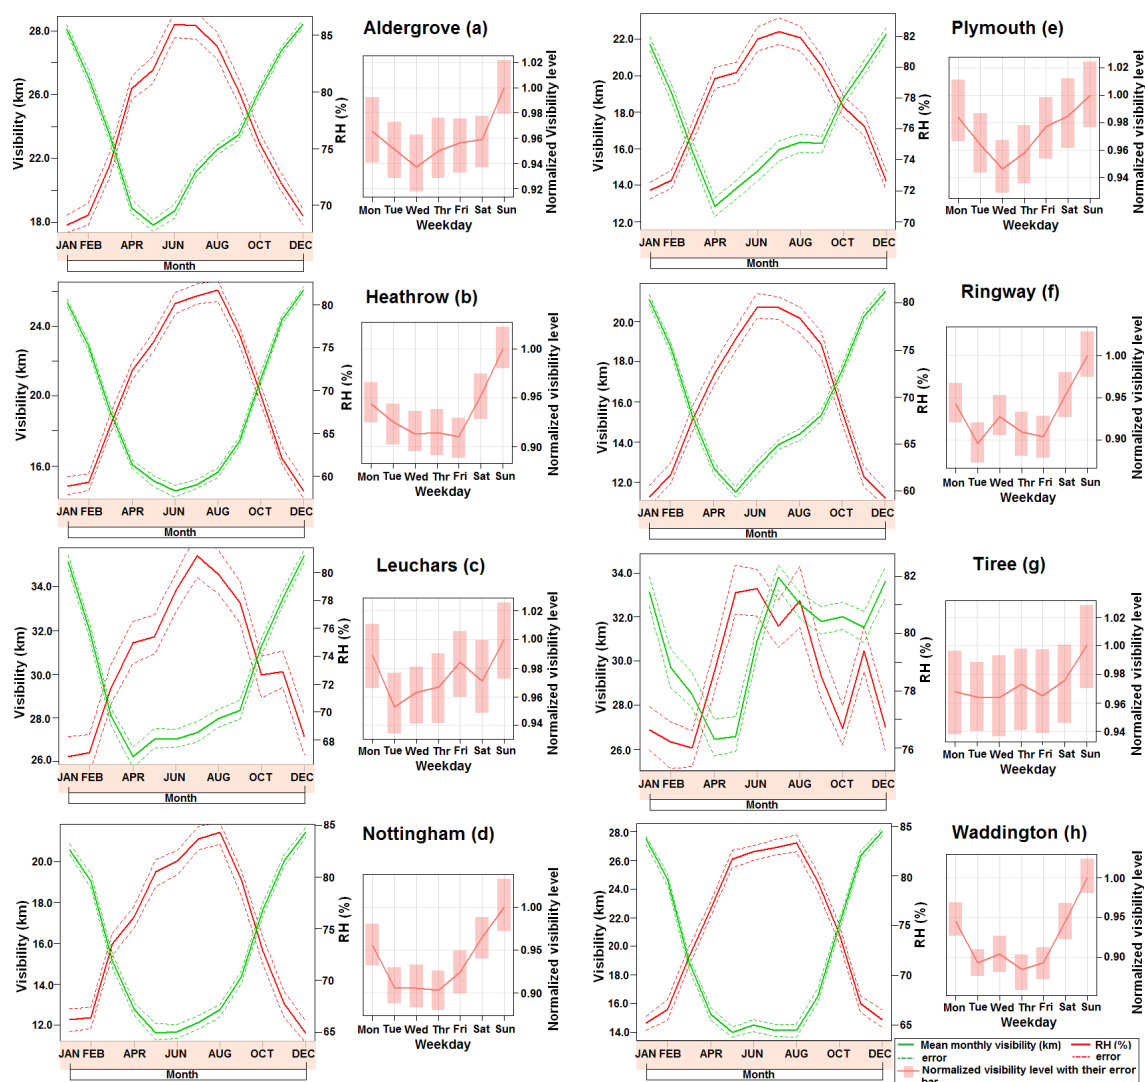 Aldergrove (a)
Visibility (km)
28.0
26.0
22.0
18.0
85
80
75
70
RH (%)
JAN FEB APR JUN AUG OCT DEC
Month
1.02
1.00
0.98
0.96
0.94
0.92
Normalized visibility level
Mon Tue Wed Thr Fri Sat Sun
Weekday
Plymouth (e)
Visibility (km)
22.0
20.0
18.0
16.0
14.0
12.0
82
80
78
76
74
72
70
RH (%)
JAN FEB APR JUN AUG OCT DEC
Month
1.02
1.00
0.98
0.96
0.94
Normalized visibility level
Mon Tue Wed Thr Fri Sat Sun
Weekday
Heathrow (b)
Visibility (km)
24.0
20.0
16.0
80
75
70
65
60
RH (%)
JAN FEB APR JUN AUG OCT DEC
Month
1.00
0.95
0.90
Normalized visibility level
Mon Tue Wed Thr Fri Sat Sun
Weekday
Ringway (f)
Visibility (km)
20.0
18.0
16.0
14.0
12.0
80
75
70
65
60
RH (%)
JAN FEB APR JUN AUG OCT DEC
Month
1.00
0.95
0.90
Normalized visibility level
Mon Tue Wed Thr Fri Sat Sun
Weekday
Leuchars (c)
Visibility (km)
34.0
32.0
30.0
28.0
26.0
80
78
76
74
72
70
68
RH (%)
JAN FEB APR JUN AUG OCT DEC
Month
1.02
1.00
0.98
0.96
0.94
Normalized visibility level
Mon Tue Wed Thr Fri Sat Sun
Weekday
Tiree (g)
Visibility (km)
34.0
32.0
30.0
28.0
26.0
82
80
78
76
RH (%)
JAN FEB APR JUN AUG OCT DEC
Month
1.02
1.00
0.98
0.96
0.94
Normalized visibility level
Mon Tue Wed Thr Fri Sat Sun
Weekday
Nottingham (d)
Visibility (km)
20.0
16.0
12.0
85
80
75
70
65
RH (%)
JAN FEB APR JUN AUG OCT DEC
Month
1.00
0.95
0.90
Normalized visibility level
Mon Tue Wed Thr Fri Sat Sun
Weekday
Waddington (h)
Visibility (km)
28.0
26.0
24.0
22.0
20.0
18.0
16.0
14.0
85
80
75
70
65
RH (%)
JAN FEB APR JUN AUG OCT DEC
Month
1.00
0.95
0.90
Normalized visibility level
Mon Tue Wed Thr Fri Sat Sun
Weekday
Mean monthly visibility (km) RH (%)
error error
Normalized visibility level with their error
bar